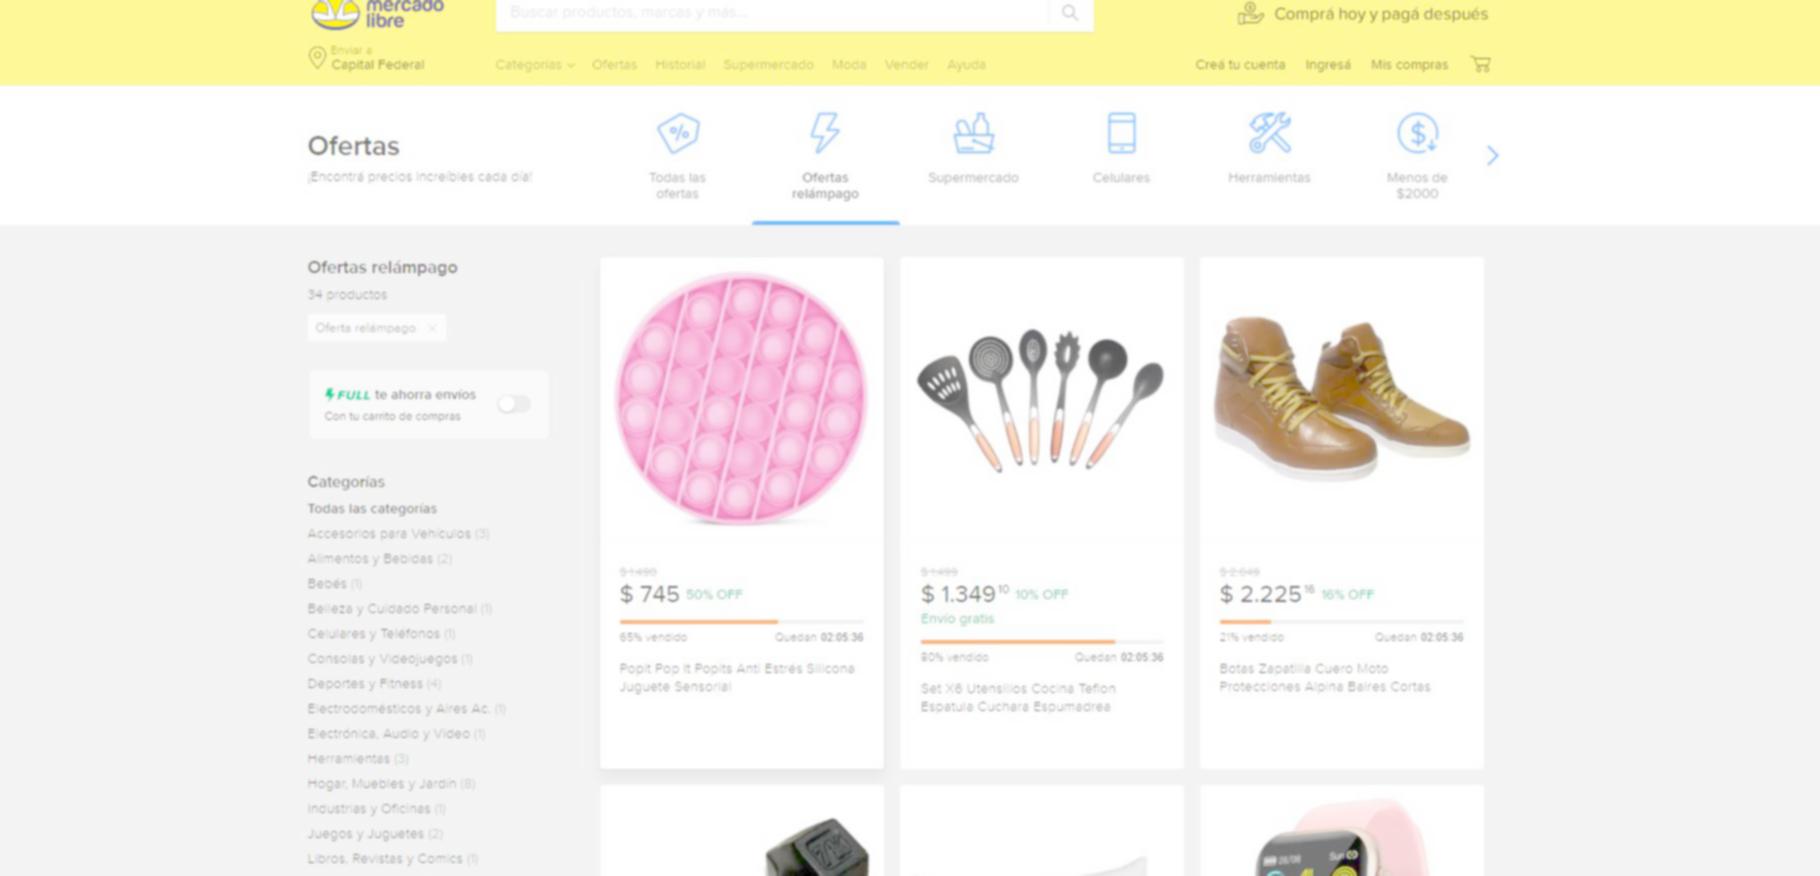 mercado
libre
Buscar productos, marcas y más...
Comprá hoy y pagá después
Enviar a
Capital Federal
Categorías
Ofertas
Historial
Supermercado
Moda
Vender
Ayuda
Creá tu cuenta
Ingresá
Mis compras
Ofertas
¡Encontrá precios increíbles cada día!
Todas las
ofertas
Ofertas
relámpago
Supermercado
Celulares
Herramientas
Menos de
$2000
Ofertas relámpago
34 productos
Oferta relámpago
FULL te ahorra envíos
Con tu carrito de compras
Categorías
Todas las categorías
Accesorios para Vehículos (3)
Alimentos y Bebidas (2)
Bebés (1)
Belleza y Cuidado Personal (1)
Celulares y Teléfonos (1)
Consolas y Videojuegos (1)
Deportes y Fitness (4)
Electrodomésticos y Aires Ac. (1)
Electrónica, Audio y Video (1)
Herramientas (3)
Hogar, Muebles y Jardín (8)
Industrias y Oficinas (1)
Juegos y Juguetes (2)
Libros, Revistas y Comics (1)
$ 1.490
$ 745 50% OFF
65% vendido Quedan 02:05:36
Popit Pop It Popits Anti Estrés Silicona
Juguete Sensorial
$ 1.499
$ 1.349 10 10% OFF
Envío gratis
80% vendido Quedan 02:05:36
Set X6 Utensilios Cocina Teflon
Espatula Cuchara Espumadrea
$ 2.649
$ 2.225 16 16% OFF
21% vendido Quedan 02:05:36
Botas Zapatilla Cuero Moto
Protecciones Alpina Baires Cortas
28/08 Sun